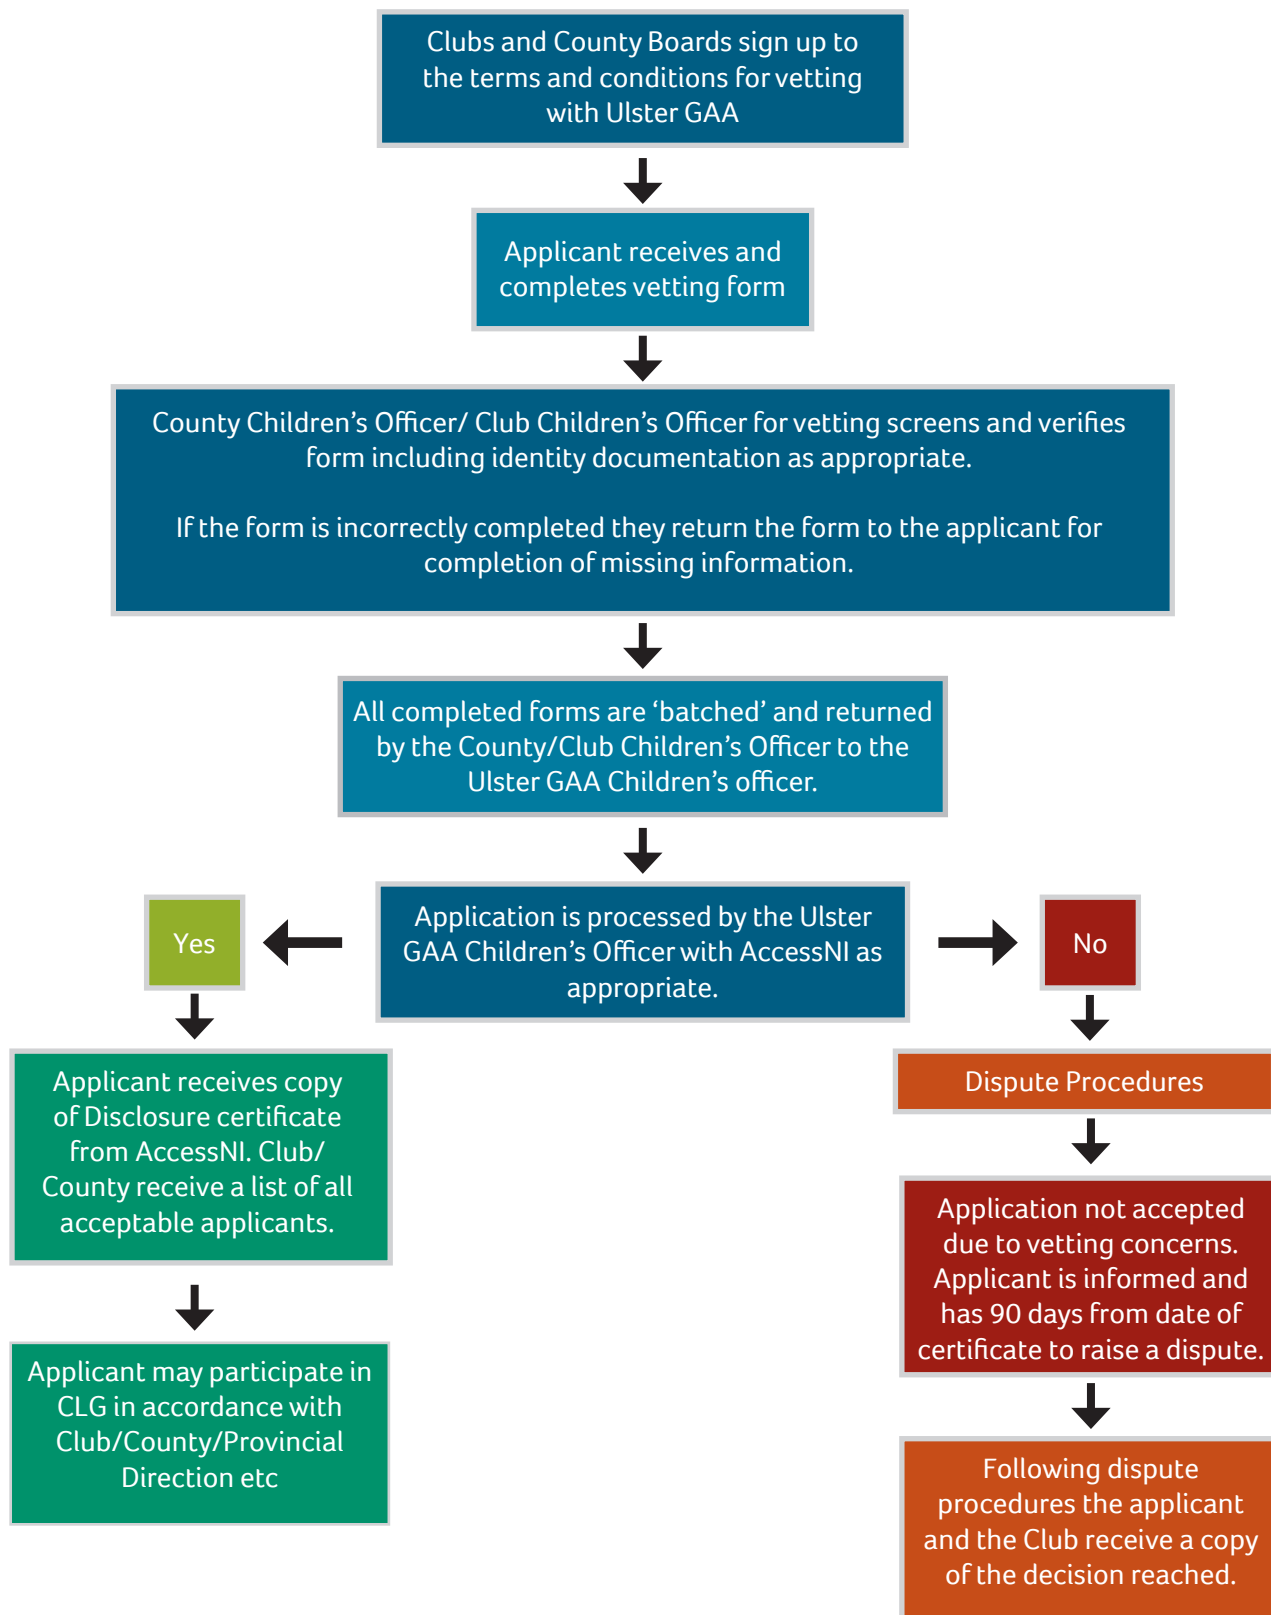 Clubs and County Boards sign up to
the terms and conditions for vetting
with Ulster GAA
Applicant receives and
completes vetting form
County Children’s Officer/ Club Children’s Officer for vetting screens and verifies
form including identity documentation as appropriate.
If the form is incorrectly completed they return the form to the applicant for
completion of missing information.
All completed forms are ‘batched’ and returned
by the County/Club Children’s Officer to the
Ulster GAA Children’s officer.
Application is processed by the Ulster
GAA Children’s Officer with AccessNI as
appropriate.
Yes
Applicant receives copy
of Disclosure certificate
from AccessNI. Club/
County receive a list of all
acceptable applicants.
Applicant may participate in
CLG in accordance with
Club/County/Provincial
Direction etc
No
Dispute Procedures
Application not accepted
due to vetting concerns.
Applicant is informed and
has 90 days from date of
certificate to raise a dispute.
Following dispute
procedures the applicant
and the Club receive a copy
of the decision reached.